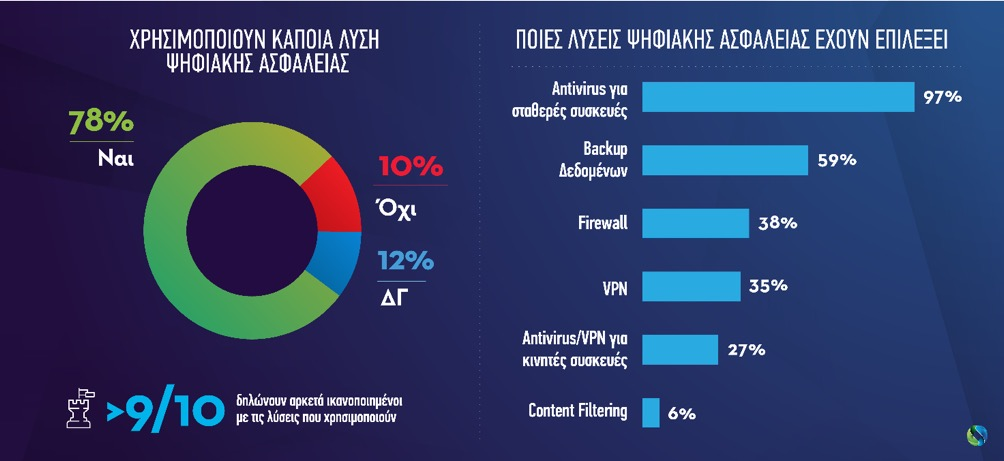 ΧΡΗΣΙΜΟΠΟΙΟΥΝ ΚΑΠΟΙΑ ΛΥΣΗ
ΨΗΦΙΑΚΗΣ ΑΣΦΑΛΕΙΑΣ
78%
Ναι
10%
Όχι
12%
ΔΓ
>9/10
δηλώνουν αρκετά ικανοποιημένοι
με τις λύσεις που χρησιμοποιούν
ΠΟΙΕΣ ΛΥΣΕΙΣ ΨΗΦΙΑΚΗΣ ΑΣΦΑΛΕΙΑΣ ΕΧΟΥΝ ΕΠΙΛΕΞΕΙ
Antivirus για
σταθερές συσκευές
97%
Backup
Δεδομένων
59%
Firewall
38%
VPN
35%
Antivirus/VPN για
κινητές συσκευές
27%
Content Filtering
6%